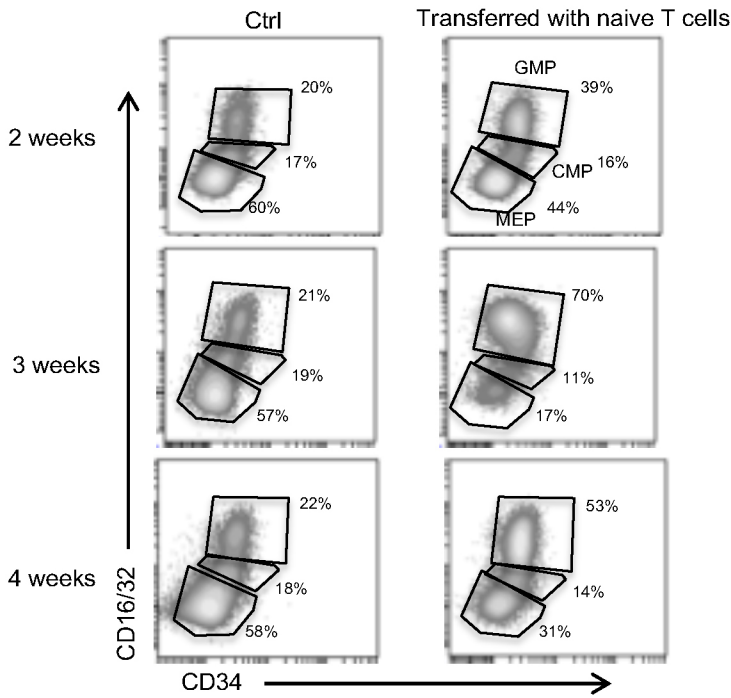 Ctrl
Transferred with naive T cells
2 weeks
20%
17%
60%
GMP
39%
CMP 16%
44%
MEP
3 weeks
21%
19%
57%
70%
11%
17%
4 weeks
22%
18%
58%
53%
14%
31%
CD16/32
CD34